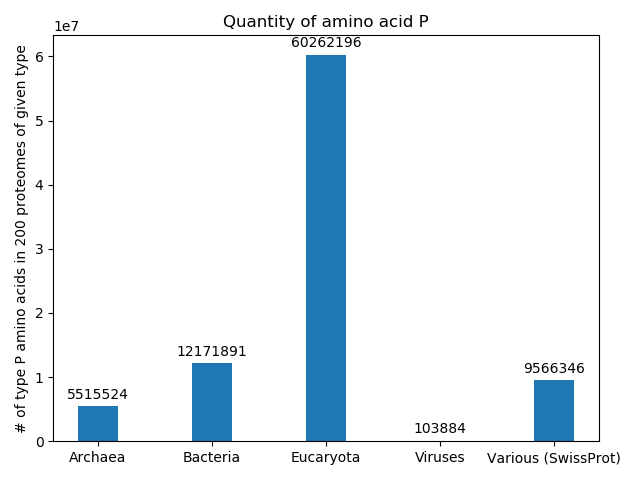 Quantity of amino acid P
1e7
# of type P amino acids in 200 proteomes of given type
6
5
4
3
2
1
0
5515524
12171891
60262196
103884
9566346
Archaea
Bacteria
Eucaryota
Viruses
Various (SwissProt)